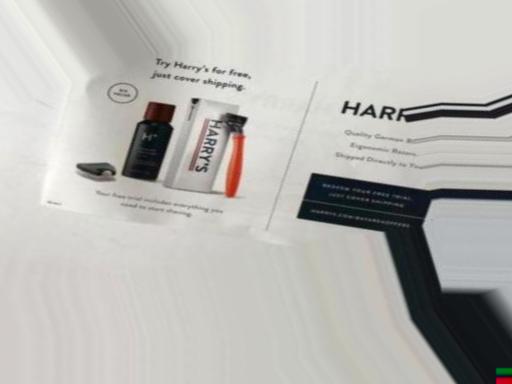 Try Harry's for free,
just cover shipping.
H'
HARRY'S
Your free trial includes everything you
need to start shaving.
HARR
Quality German B
Ergonomic Razors.
Shipped Directly to You
REDEEM YOUR FREE TRIAL,
JUST COVER SHIPPING